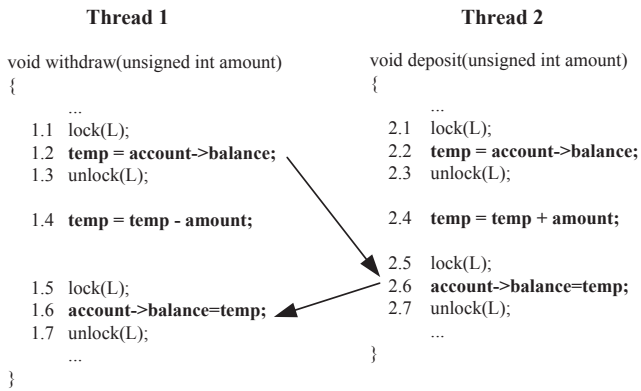 Thread 1
void withdraw(unsigned int amount)
{
...
1.1 lock(L);
1.2 temp = account->balance;
1.3 unlock(L);
1.4 temp = temp - amount;
1.5 lock(L);
1.6 account->balance=temp;
1.7 unlock(L);
...
}
Thread 2
void deposit(unsigned int amount)
{
...
2.1 lock(L);
2.2 temp = account->balance;
2.3 unlock(L);
2.4 temp = temp + amount;
2.5 lock(L);
2.6 account->balance=temp;
2.7 unlock(L);
...
}